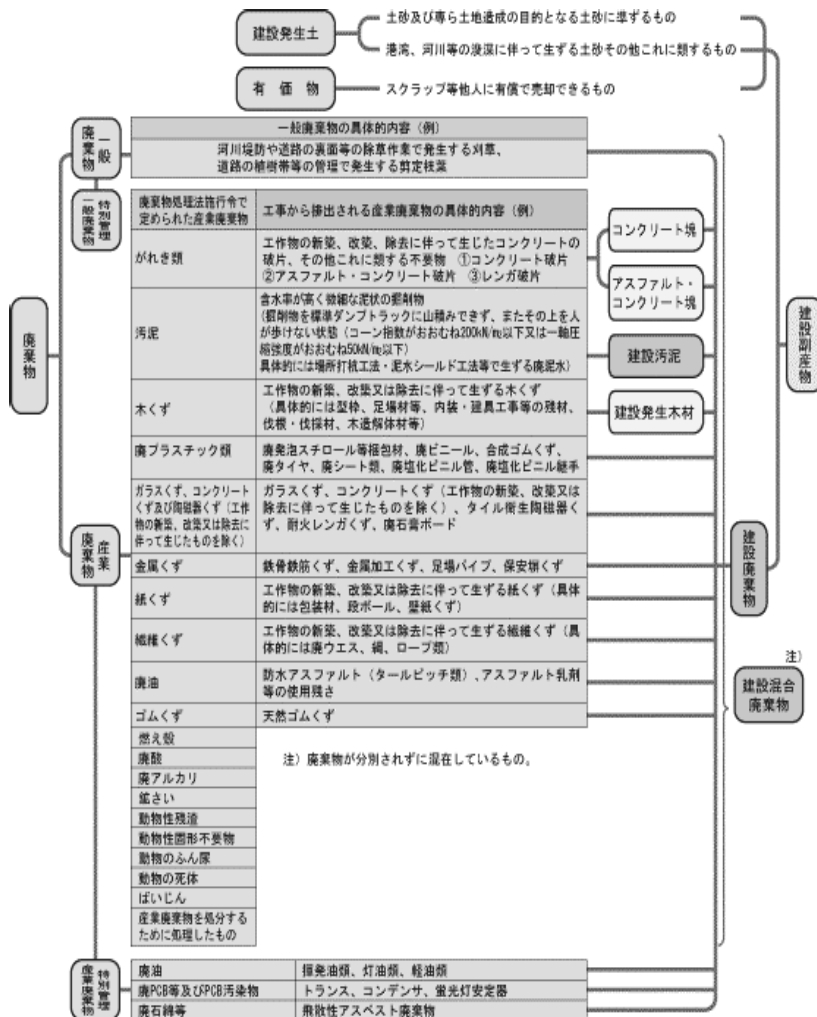 建設発生土
土砂及び専ら土地造成の目的となる土砂に準ずるもの
港湾、河川等の浚渫に伴って生ずる土砂その他これに類するもの
有価物
スクラップ等他人に有償で売却できるもの
一般廃棄物
一般廃棄物の具体的内容（例）
河川堤防や道路の裏面等の除草作業で発生する刈草、
道路の植樹帯等の管理で発生する剪定枝葉
特別管理一般廃棄物
廃棄物処理法施行令で
定められた産業廃棄物
工事から排出される産業廃棄物の具体的内容（例）
がれき類
工作物の新築、改築、除去に伴って生じたコンクリートの
破片、その他これに類する不要物　①コンクリート破片
②アスファルト・コンクリート破片　③レンガ破片
コンクリート塊
アスファルト・
コンクリート塊
汚泥
含水率が高く微細な泥状の掘削物
（掘削物を標準ダンプトラックに山積みできず、またその上を人
が歩けない状態（コーン指数がおおむね200kN/㎡以下又は一軸圧
縮強度がおおむね50kN/㎡以下）
具体的には場所打杭工法・泥水シールド工法等で生ずる廃泥水）
建設汚泥
木くず
工作物の新築、改築又は除去に伴って生ずる木くず
（具体的には型枠、足場材等、内装・建具工事等の残材、
伐根・伐採材、木造解体材等）
建設発生木材
廃プラスチック類
廃発泡スチロール等梱包材、廃ビニール、合成ゴムくず、
廃タイヤ、廃シート類、廃塩化ビニル管、廃塩化ビニル継手
ガラスくず、コンクリート
くず及び陶磁器くず（工作
物の新築、改築又は除去に
伴って生じたものを除く）
ガラスくず、コンクリートくず（工作物の新築、改築又は
除去に伴って生じたものを除く）、タイル衛生陶磁器く
ず、耐火レンガくず、廃石膏ボード
金属くず
鉄骨鉄筋くず、金属加工くず、足場パイプ、保安塀くず
紙くず
工作物の新築、改築又は除去に伴って生ずる紙くず（具体
的には包装材、段ボール、壁紙くず）
繊維くず
工作物の新築、改築又は除去に伴って生ずる繊維くず（具
体的には廃ウエス、縄、ロープ類）
廃油
防水アスファルト（タールピッチ類）、アスファルト乳剤
等の使用残さ
ゴムくず
天然ゴムくず
燃え殻
廃酸
廃アルカリ
鉱さい
動物性残渣
動物性固形不要物
動物のふん尿
動物の死体
ばいじん
産業廃棄物を処分する
ために処理したもの
注）廃棄物が分別されずに混在しているもの。
廃棄物
産業廃棄物
建設副産物
建設廃棄物
注）
建設混合
廃棄物
特別管理産業廃棄物
廃油
揮発油類、灯油類、軽油類
廃PCB等及びPCB汚染物
トランス、コンデンサ、蛍光灯安定器
廃石綿等
飛散性アスベスト廃棄物